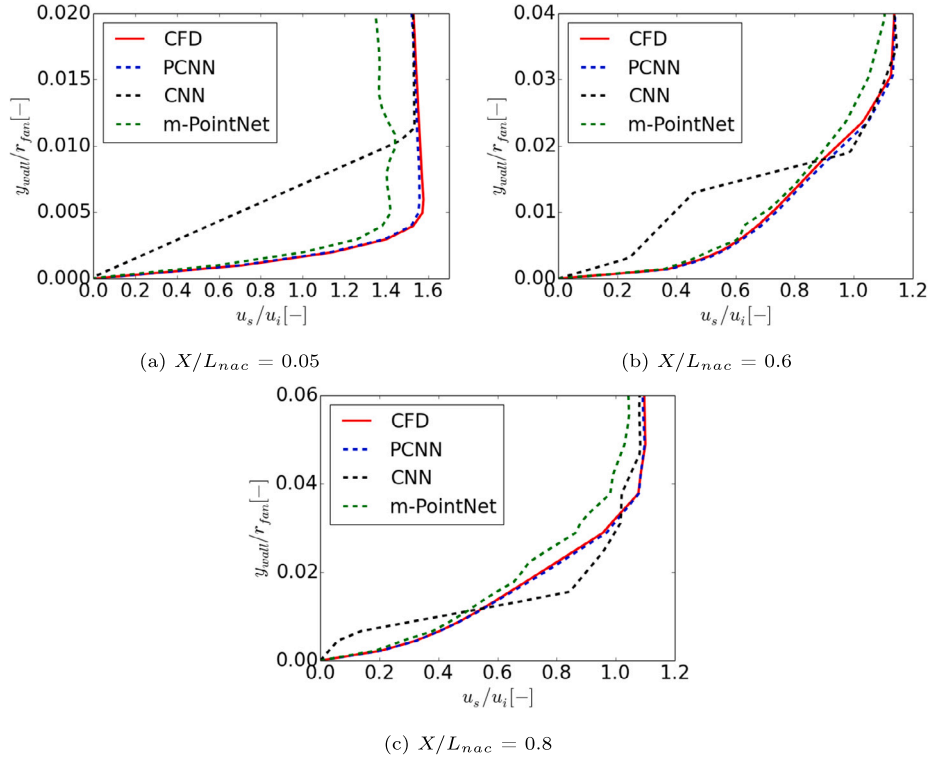 0.020
0.015
0.010
0.005
0.000
y_wall/r_fan[−]
CFD
PCNN
CNN
m-PointNet
0.0 0.2 0.4 0.6 0.8 1.0 1.2 1.4 1.6
u_s/u_i[−]
(a) X/L_nac = 0.05
0.04
0.03
0.02
0.01
0.00
y_wall/r_fan[−]
CFD
PCNN
CNN
m-PointNet
0.0 0.2 0.4 0.6 0.8 1.0 1.2
u_s/u_i[−]
(b) X/L_nac = 0.6
0.06
0.04
0.02
0.00
y_wall/r_fan[−]
CFD
PCNN
CNN
m-PointNet
0.0 0.2 0.4 0.6 0.8 1.0 1.2
u_s/u_i[−]
(c) X/L_nac = 0.8